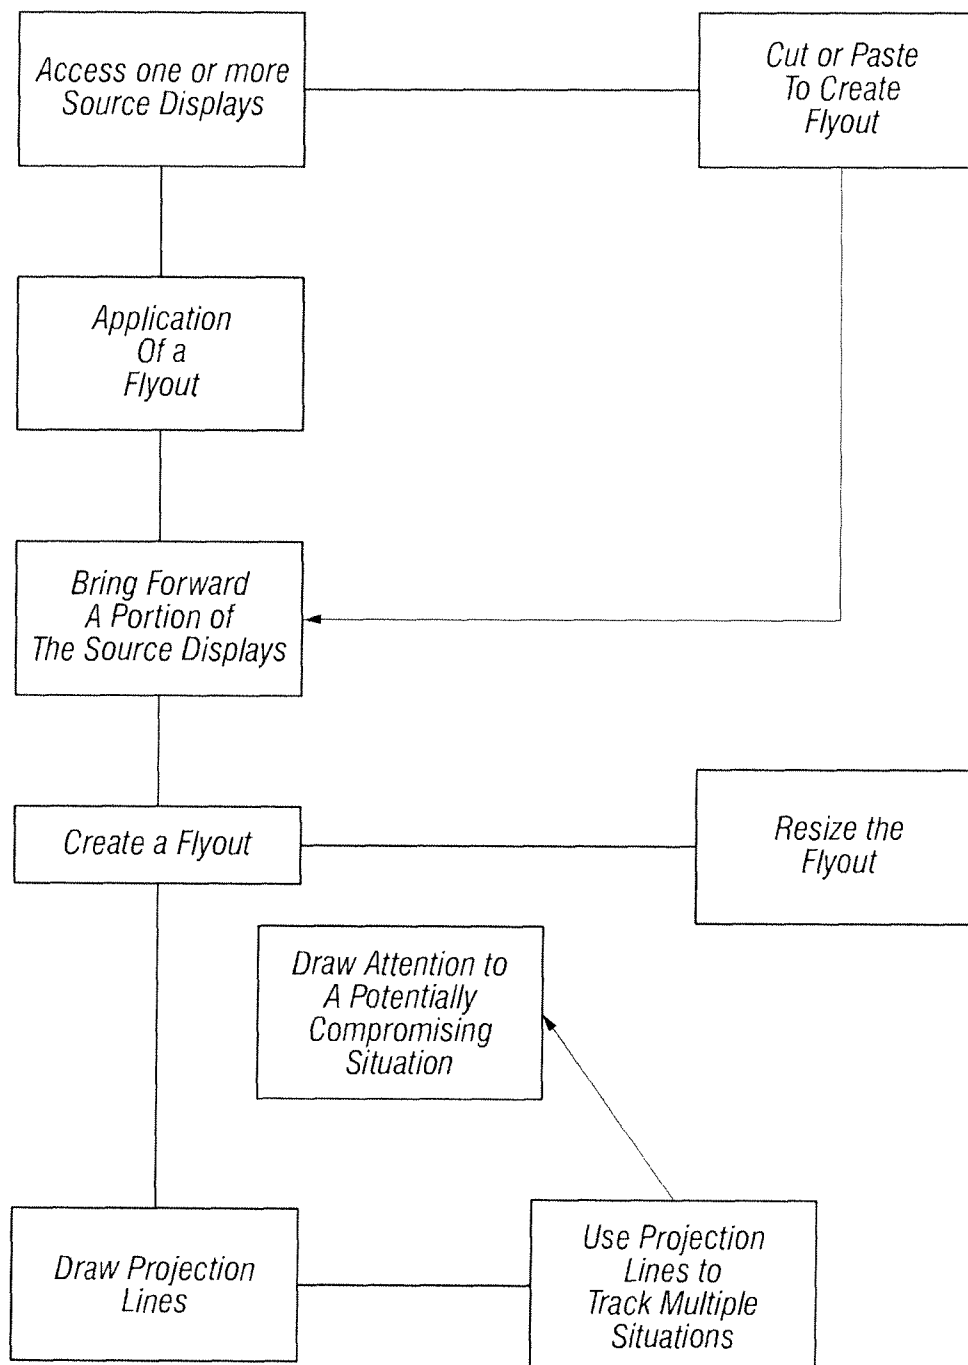 Access one or more
Source Displays
Cut or Paste
To Create
Flyout
Application
Of a
Flyout
Bring Forward
A Portion of
The Source Displays
Create a Flyout
Resize the
Flyout
Draw Attention to
A Potentially
Compromising
Situation
Draw Projection
Lines
Use Projection
Lines to
Track Multiple
Situations